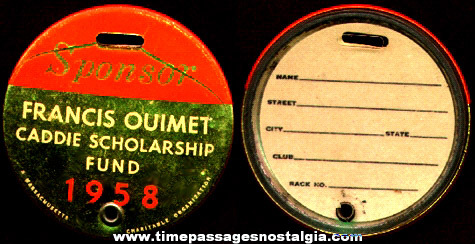 Sponsor
FRANCIS OUIMET
CADDIE SCHOLARSHIP
FUND
1958
A MASSACHUSETTS CHARITABLE ORGANIZATION
NAME
STREET
CITY STATE
CLUB
RACK NO.
www.timepassagesnostalgia.com